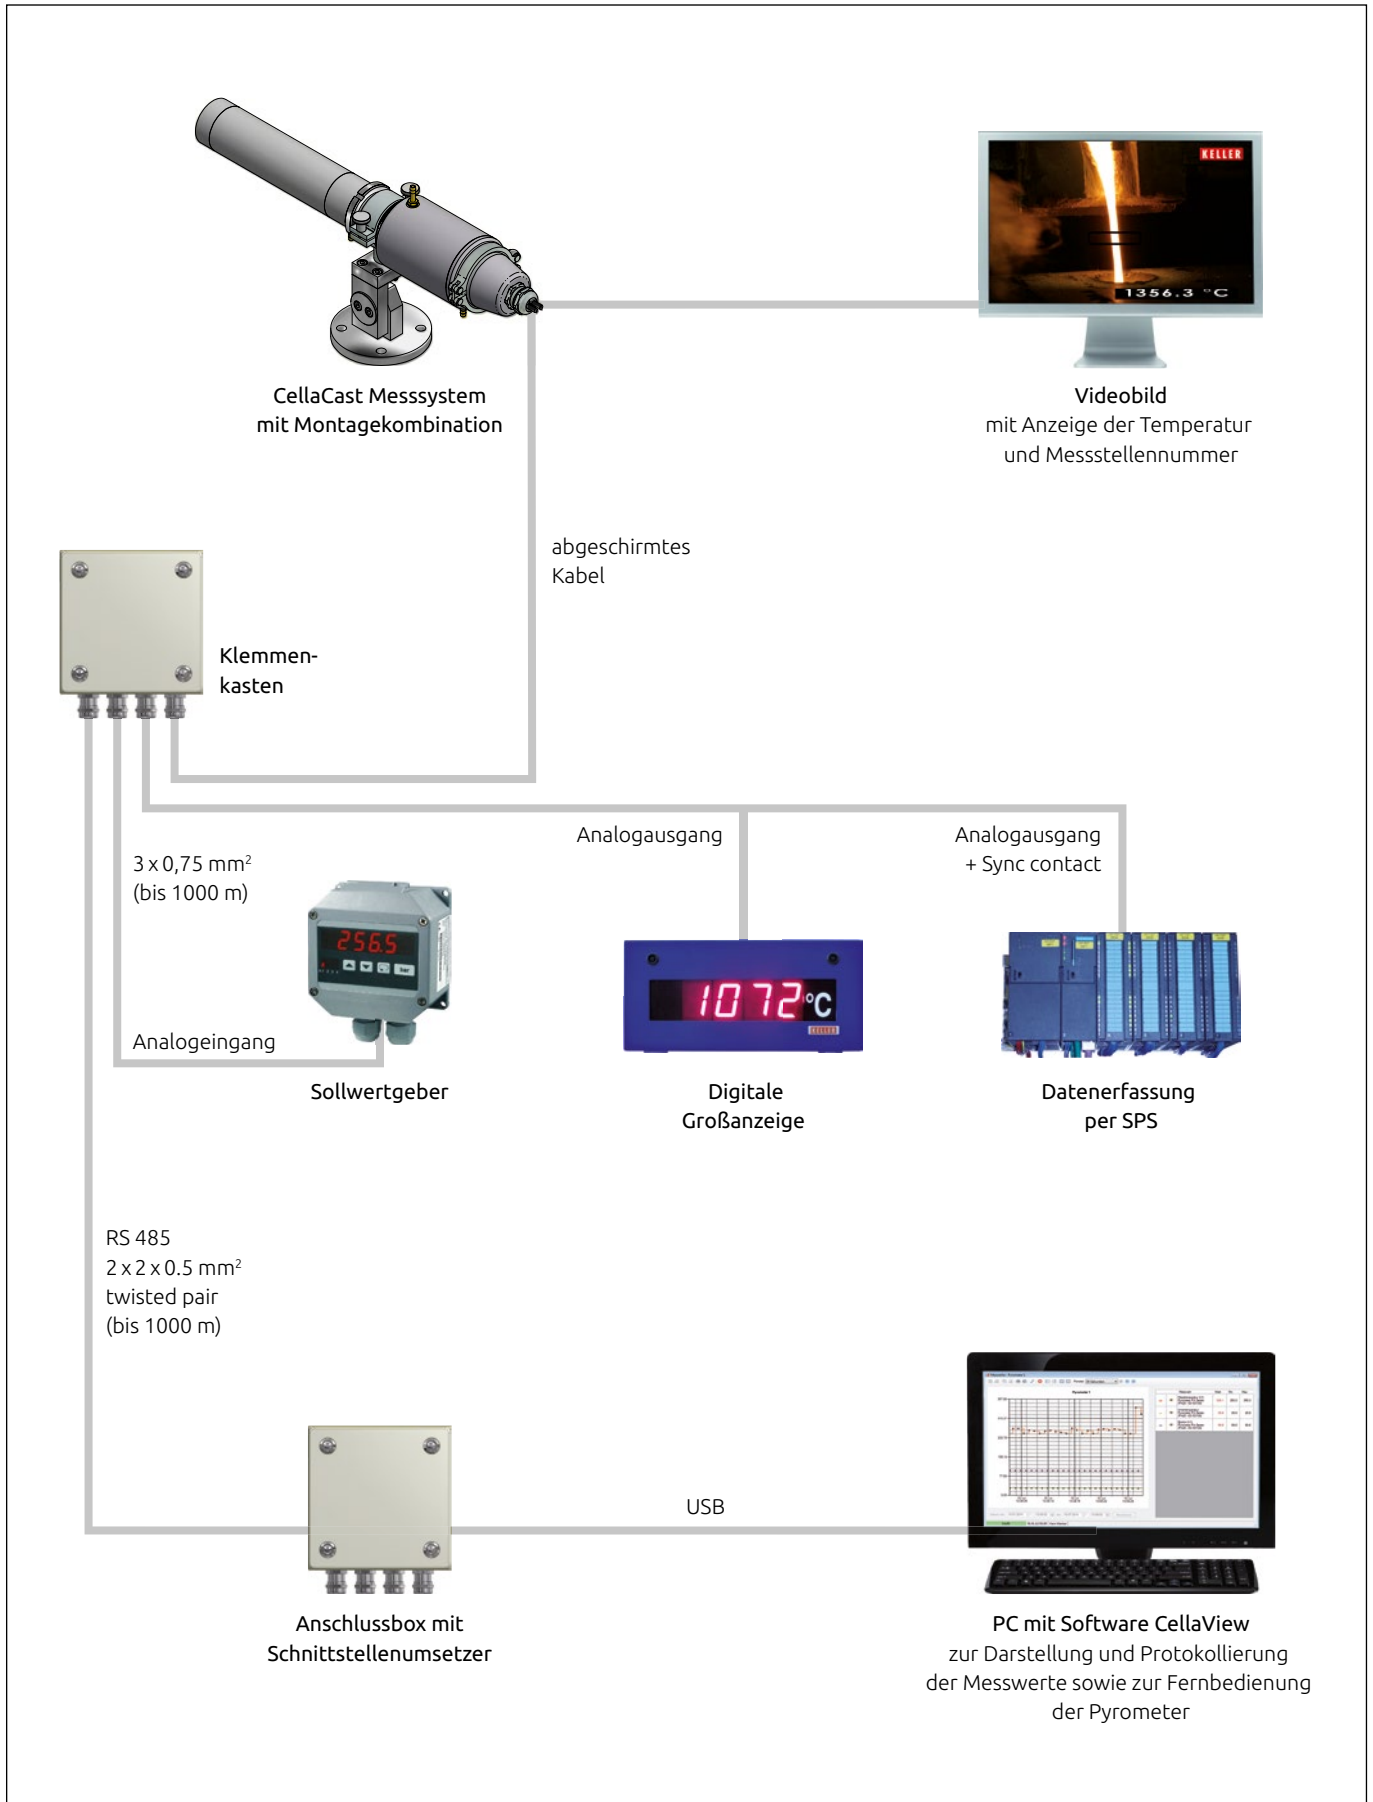 KELLER
1356.3 °C
CellaCast Messsystem
mit Montagekombination
Videobild
mit Anzeige der Temperatur
und Messstellennummer
abgeschirmtes
Kabel
Klemmen-
kasten
Analogausgang
Analogausgang
+ Sync contact
3 x 0,75 mm²
(bis 1000 m)
256.5
bar
1072 °C
KELLER
Analogeingang
Sollwertgeber
Digitale
Großanzeige
Datenerfassung
per SPS
RS 485
2 x 2 x 0.5 mm²
twisted pair
(bis 1000 m)
USB
Anschlussbox mit
Schnittstellenumsetzer
PC mit Software CellaView
zur Darstellung und Protokollierung
der Messwerte sowie zur Fernbedienung
der Pyrometer